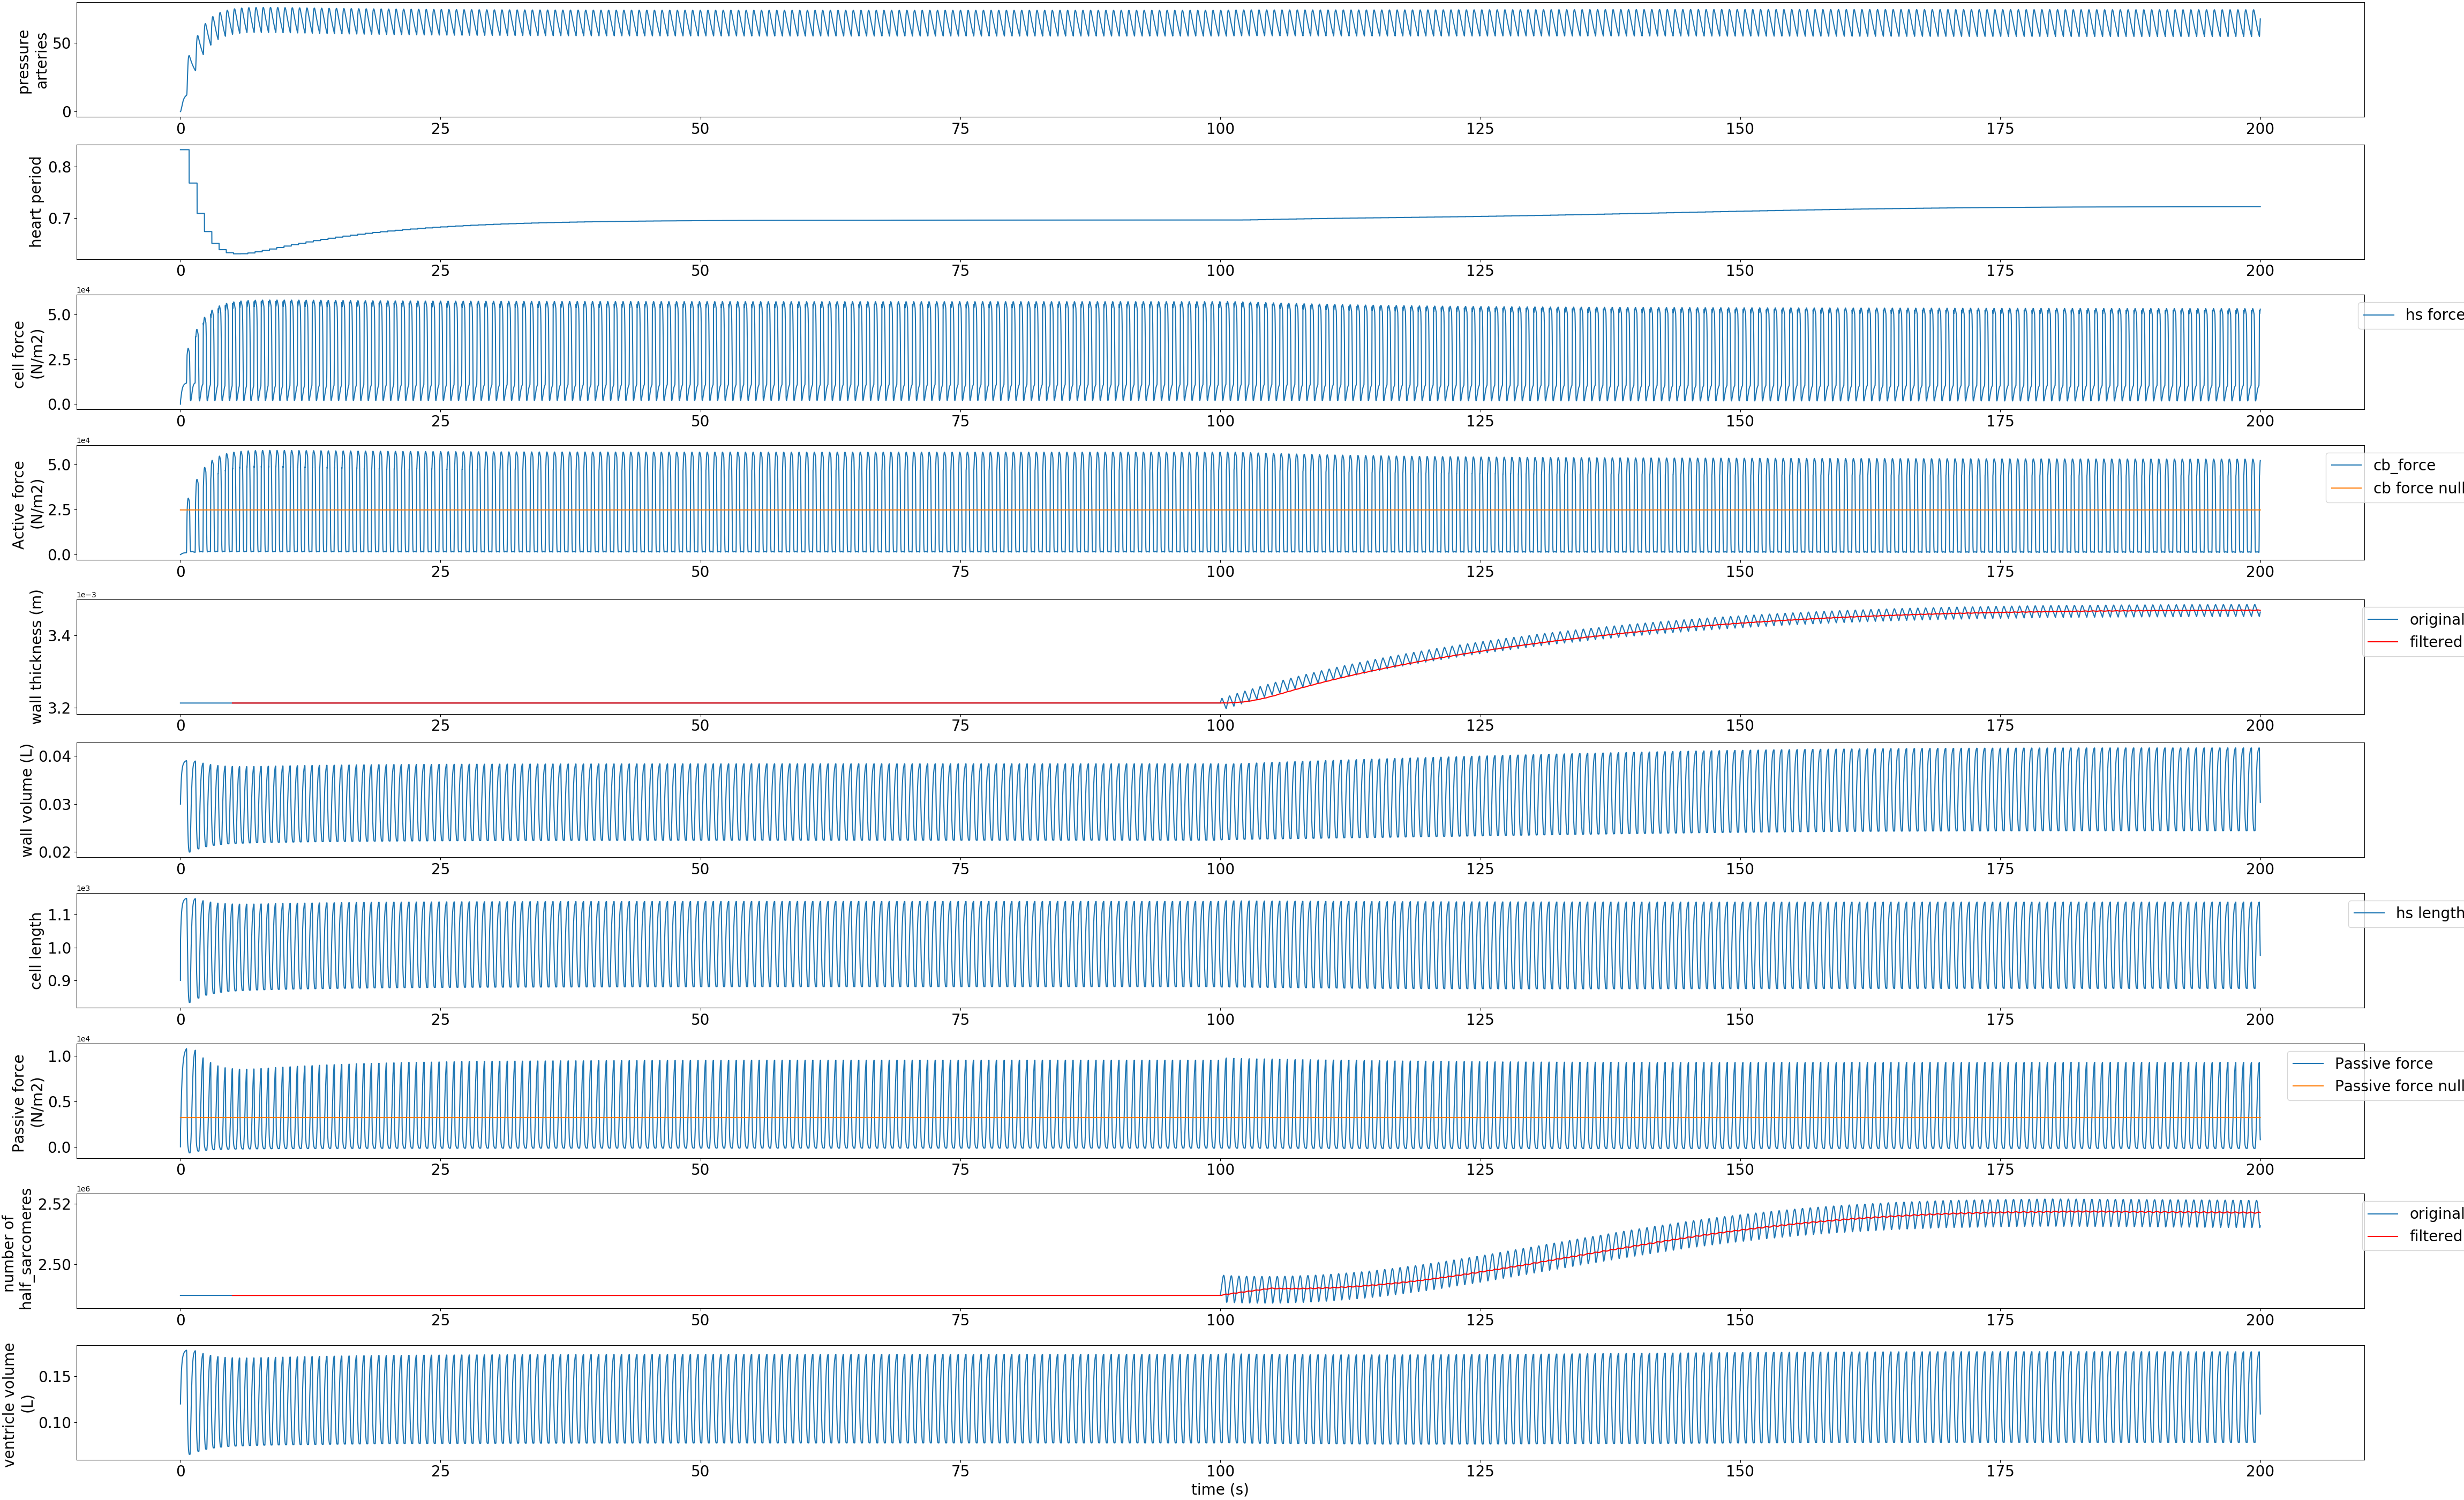 pressure
arteries
50
0
0 25 50 75 100 125 150 175 200
heart period
0.8
0.7
0 25 50 75 100 125 150 175 200
cell force
(N/m2)
1e4
5.0
2.5
0.0
hs force
0 25 50 75 100 125 150 175 200
Active force
(N/m2)
1e4
5.0
2.5
0.0
cb_force
cb force null
0 25 50 75 100 125 150 175 200
wall thickness (m)
1e−3
3.4
3.2
original
filtered
0 25 50 75 100 125 150 175 200
wall volume (L)
0.04
0.03
0.02
0 25 50 75 100 125 150 175 200
cell length
1e3
1.1
1.0
0.9
hs length
0 25 50 75 100 125 150 175 200
Passive force
(N/m2)
1e4
1.0
0.5
0.0
Passive force
Passive force null
0 25 50 75 100 125 150 175 200
number of
half_sarcomeres
1e6
2.52
2.50
original
filtered
0 25 50 75 100 125 150 175 200
ventricle volume
(L)
0.15
0.10
0 25 50 75 100 125 150 175 200
time (s)